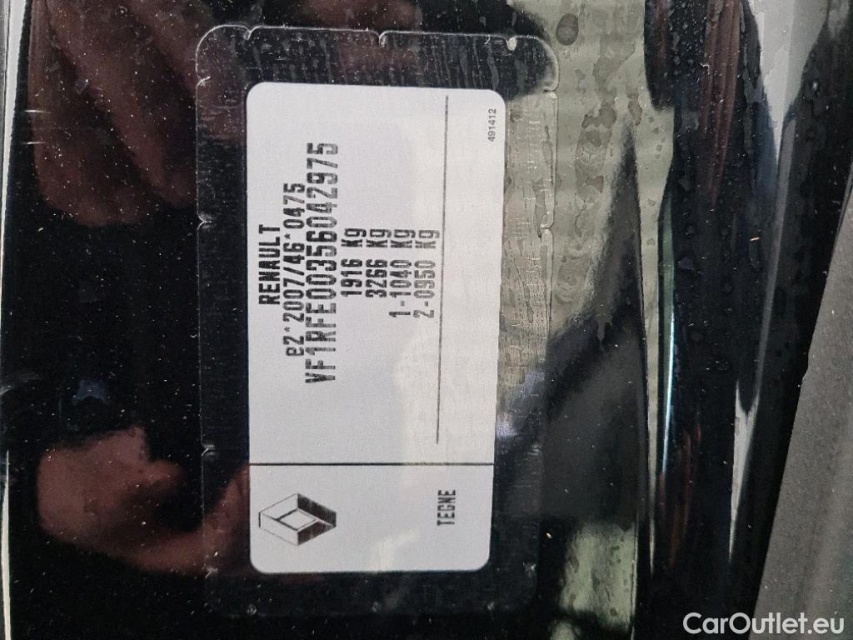 RENAULT
e2*2007/46*0475
VF1RFE00356042975
1916 Kg
3266 Kg
1-1040 Kg
2-0950 Kg
491412
TEGNE
CarOutlet.eu